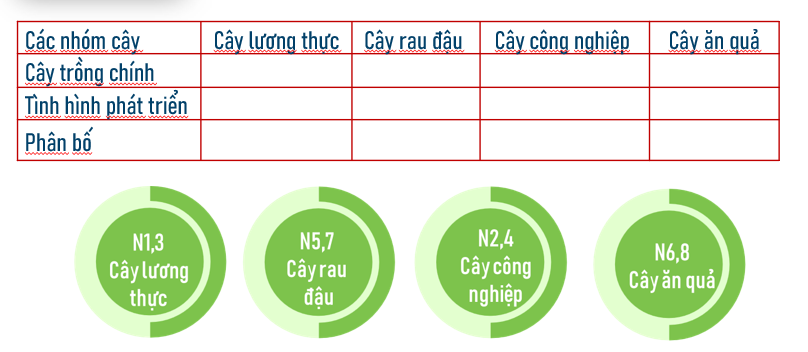 Các nhóm cây Cây lương thực Cây rau đậu Cây công nghiệp Cây ăn quả
Cây trồng chính
Tình hình phát triển
Phân bố
N1,3
Cây lương
thực
N5,7
Cây rau
đậu
N2,4
Cây công
nghiệp
N6,8
Cây ăn quả